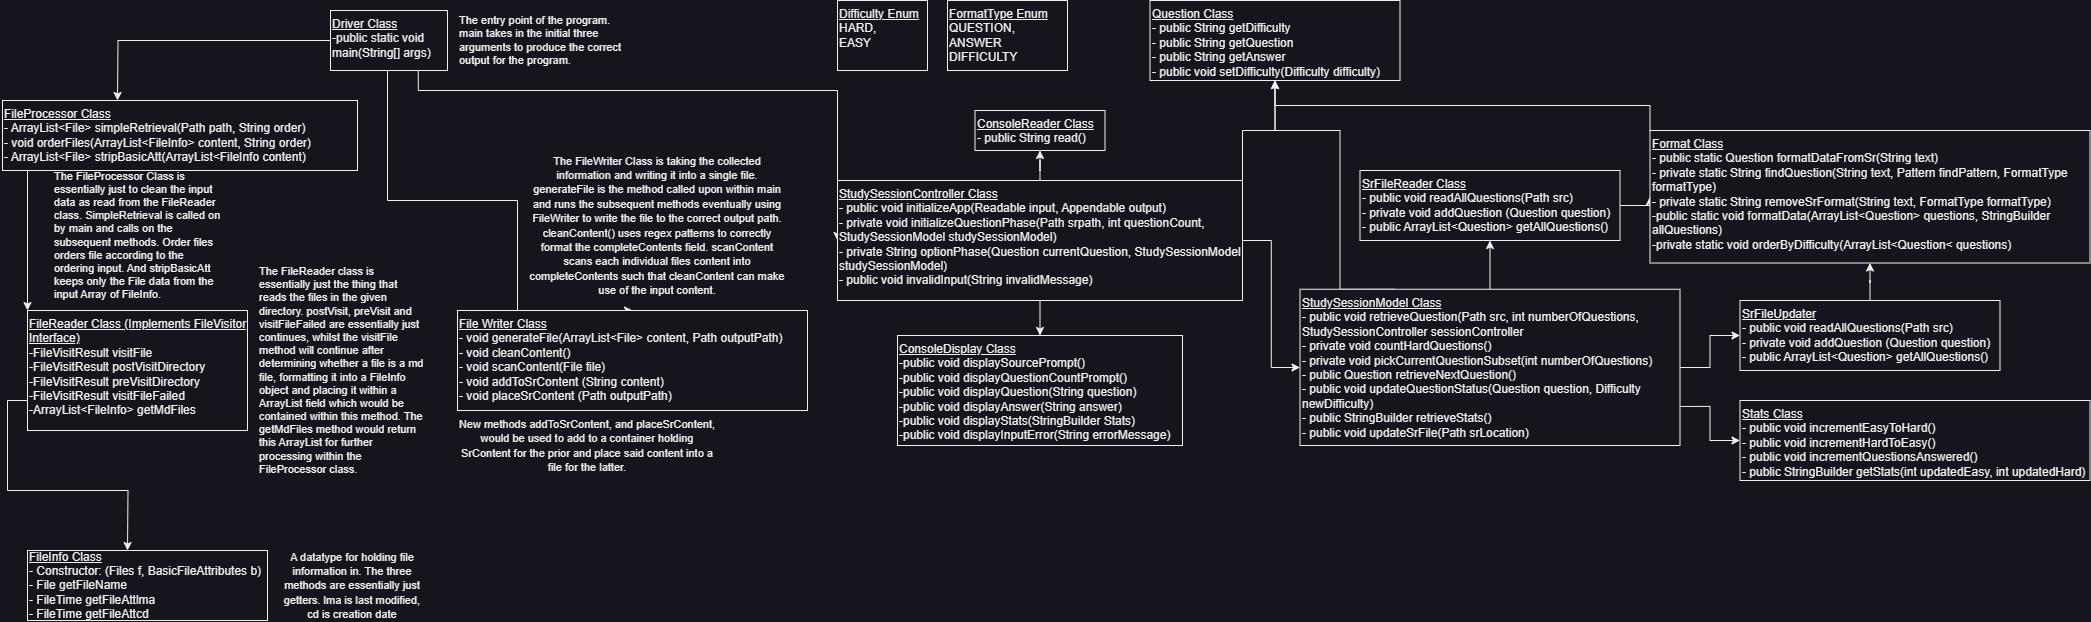 Driver Class
-public static void
main(String[] args)
The entry point of the program.
main takes in the initial three
arguments to produce the correct
output for the program.
Difficulty Enum
HARD,
EASY
FormatType Enum
QUESTION,
ANSWER
DIFFICULTY
Question Class
- public String getDifficulty
- public String getQuestion
- public String getAnswer
- public void setDifficulty(Difficulty difficulty)
FileProcessor Class
- ArrayList<File> simpleRetrieval(Path path, String order)
- void orderFiles(ArrayList<FileInfo> content, String order)
- ArrayList<File> stripBasicAtt(ArrayList<FileInfo content)
The FileProcessor Class is
essentially just to clean the input
data as read from the FileReader
class. SimpleRetrieval is called on
by main and calls on the
subsequent methods. Order files
orders file according to the
ordering input. And stripBasicAtt
keeps only the File data from the
input Array of FileInfo.
The FileReader class is
essentially just the thing that
reads the files in the given
directory. postVisit, preVisit and
visitFileFailed are essentially just
continues, whilst the visitFile
method will continue after
determining whether a file is a md
file, formatting it into a FileInfo
object and placing it within a
ArrayList field which would be
contained within this method. The
getMdFiles method would return
this ArrayList for further
processing within the
FileProcessor class.
FileReader Class (Implements FileVisitor
Interface)
-FileVisitResult visitFile
-FileVisitResult postVisitDirectory
-FileVisitResult preVisitDirectory
-FileVisitResult visitFileFailed
-ArrayList<FileInfo> getMdFiles
FileInfo Class
- Constructor: (Files f, BasicFileAttributes b)
- File getFileName
- FileTime getFileAttlma
- FileTime getFileAttcd
A datatype for holding file
information in. The three
methods are essentially just
getters. lma is last modified,
cd is creation date
The FileWriter Class is taking the collected
information and writing it into a single file.
generateFile is the method called upon within main
and runs the subsequent methods eventually using
FileWriter to write the file to the correct output path.
cleanContent() uses regex patterns to correctly
format the completeContents field. scanContent
scans each individual files content into
completeContents such that cleanContent can make
use of the input content.
File Writer Class
- void generateFile(ArrayList<File> content, Path outputPath)
- void cleanContent()
- void scanContent(File file)
- void addToSrContent (String content)
- void placeSrContent (Path outputPath)
New methods addToSrContent, and placeSrContent,
would be used to add to a container holding
SrContent for the prior and place said content into a
file for the latter.
ConsoleReader Class
- public String read()
StudySessionController Class
- public void initializeApp(Readable input, Appendable output)
- private void initializeQuestionPhase(Path srpath, int questionCount,
StudySessionModel studySessionModel)
- private String optionPhase(Question currentQuestion, StudySessionModel
studySessionModel)
- public void invalidInput(String invalidMessage)
ConsoleDisplay Class
-public void displaySourcePrompt()
-public void displayQuestionCountPrompt()
-public void displayQuestion(String question)
-public void displayAnswer(String answer)
-public void displayStats(StringBuilder Stats)
-public void displayInputError(String errorMessage)
SrFileReader Class
- public void readAllQuestions(Path src)
- private void addQuestion (Question question)
- public ArrayList<Question> getAllQuestions()
Format Class
- public static Question formatDataFromSr(String text)
- private static String findQuestion(String text, Pattern findPattern, FormatType
formatType)
- private static String removeSrFormat(String text, FormatType formatType)
-public static void formatData(ArrayList<Question> questions, StringBuilder
allQuestions)
-private static void orderByDifficulty(ArrayList<Question< questions)
StudySessionModel Class
- public void retrieveQuestion(Path src, int numberOfQuestions,
StudySessionController sessionController
- private void countHardQuestions()
- private void pickCurrentQuestionSubset(int numberOfQuestions)
- public Question retrieveNextQuestion()
- public void updateQuestionStatus(Question question, Difficulty
newDifficulty)
- public StringBuilder retrieveStats()
- public void updateSrFile(Path srLocation)
SrFileUpdater
- public void readAllQuestions(Path src)
- private void addQuestion (Question question)
- public ArrayList<Question> getAllQuestions()
Stats Class
- public void incrementEasyToHard()
- public void incrementHardToEasy()
- public void incrementQuestionsAnswered()
- public StringBuilder getStats(int updatedEasy, int updatedHard)